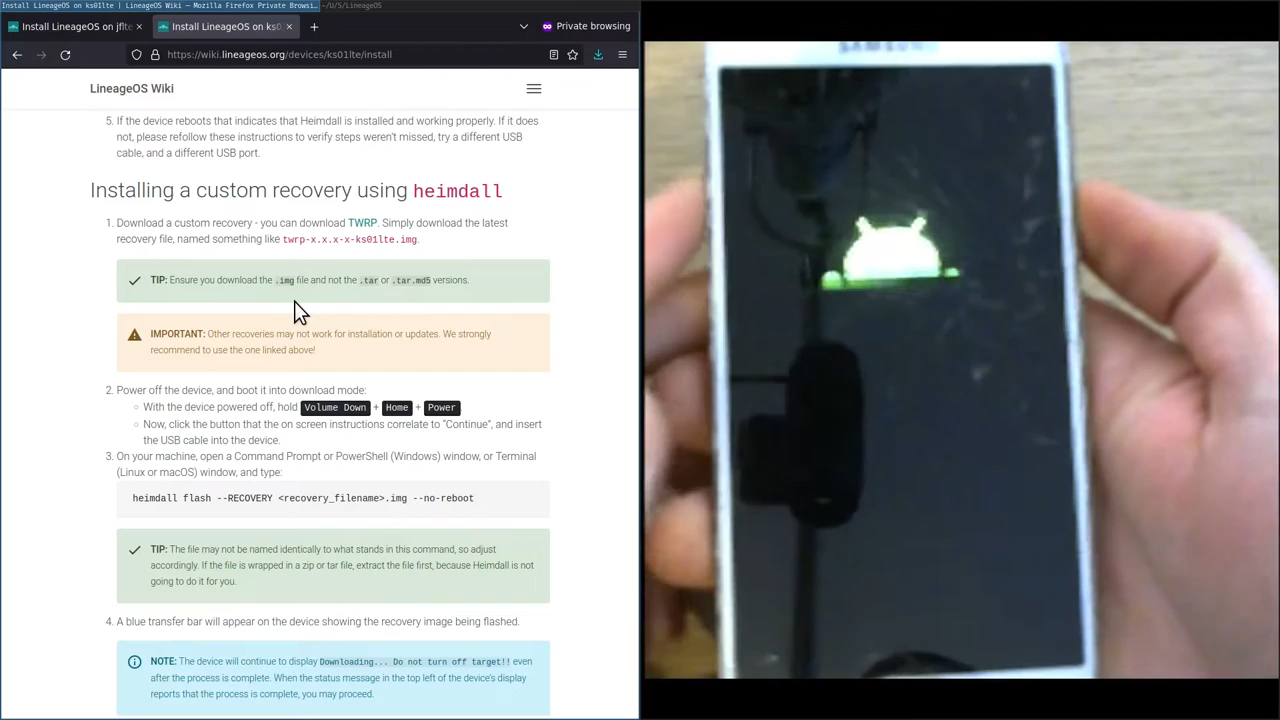 Install LineageOS on ks01lte | LineageOS Wiki — Mozilla Firefox Private Browsi…
~/U/S/LineageOS
Install LineageOS on jflte
Install LineageOS on ks0
Private browsing
https://wiki.lineageos.org/devices/ks01lte/install
LineageOS Wiki
5. If the device reboots that indicates that Heimdall is installed and working properly. If it does
not, please refollow these instructions to verify steps weren't missed, try a different USB
cable, and a different USB port.
Installing a custom recovery using heimdall
1. Download a custom recovery - you can download TWRP. Simply download the latest
recovery file, named something like twrp-x.x.x-x-ks01lte.img.
TIP: Ensure you download the .img file and not the .tar or .tar.md5 versions.
IMPORTANT: Other recoveries may not work for installation or updates. We strongly
recommend to use the one linked above!
2. Power off the device, and boot it into download mode:
With the device powered off, hold Volume Down + Home + Power
Now, click the button that the on screen instructions correlate to "Continue", and insert
the USB cable into the device.
3. On your machine, open a Command Prompt or PowerShell (Windows) window, or Terminal
(Linux or macOS) window, and type:
heimdall flash --RECOVERY <recovery_filename>.img --no-reboot
TIP: The file may not be named identically to what stands in this command, so adjust
accordingly. If the file is wrapped in a zip or tar file, extract the file first, because Heimdall is not
going to do it for you.
4. A blue transfer bar will appear on the device showing the recovery image being flashed.
NOTE: The device will continue to display Downloading... Do not turn off target!! even
after the process is complete. When the status message in the top left of the device's display
reports that the process is complete, you may proceed.
SAMSUNG